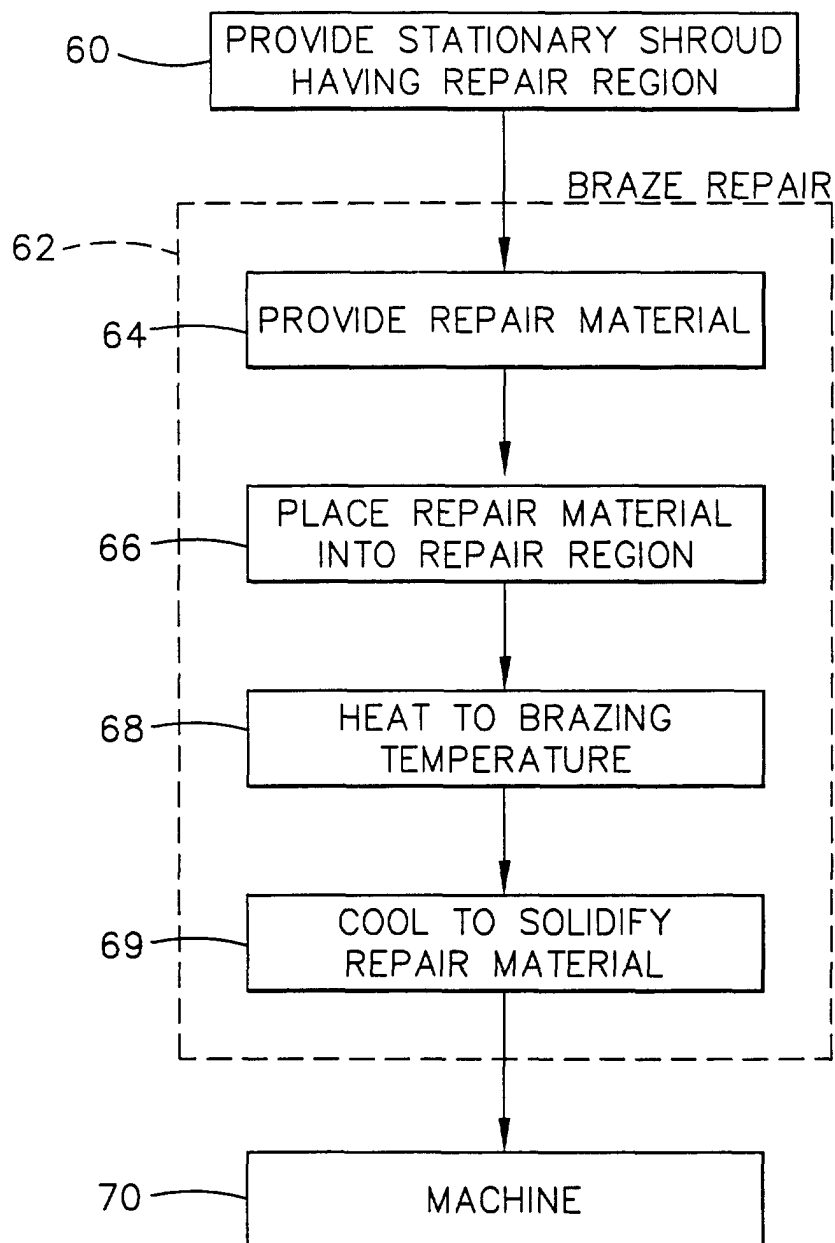 60
PROVIDE STATIONARY SHROUD
HAVING REPAIR REGION
BRAZE REPAIR
62
64
PROVIDE REPAIR MATERIAL
66
PLACE REPAIR MATERIAL
INTO REPAIR REGION
68
HEAT TO BRAZING
TEMPERATURE
69
COOL TO SOLIDIFY
REPAIR MATERIAL
70
MACHINE